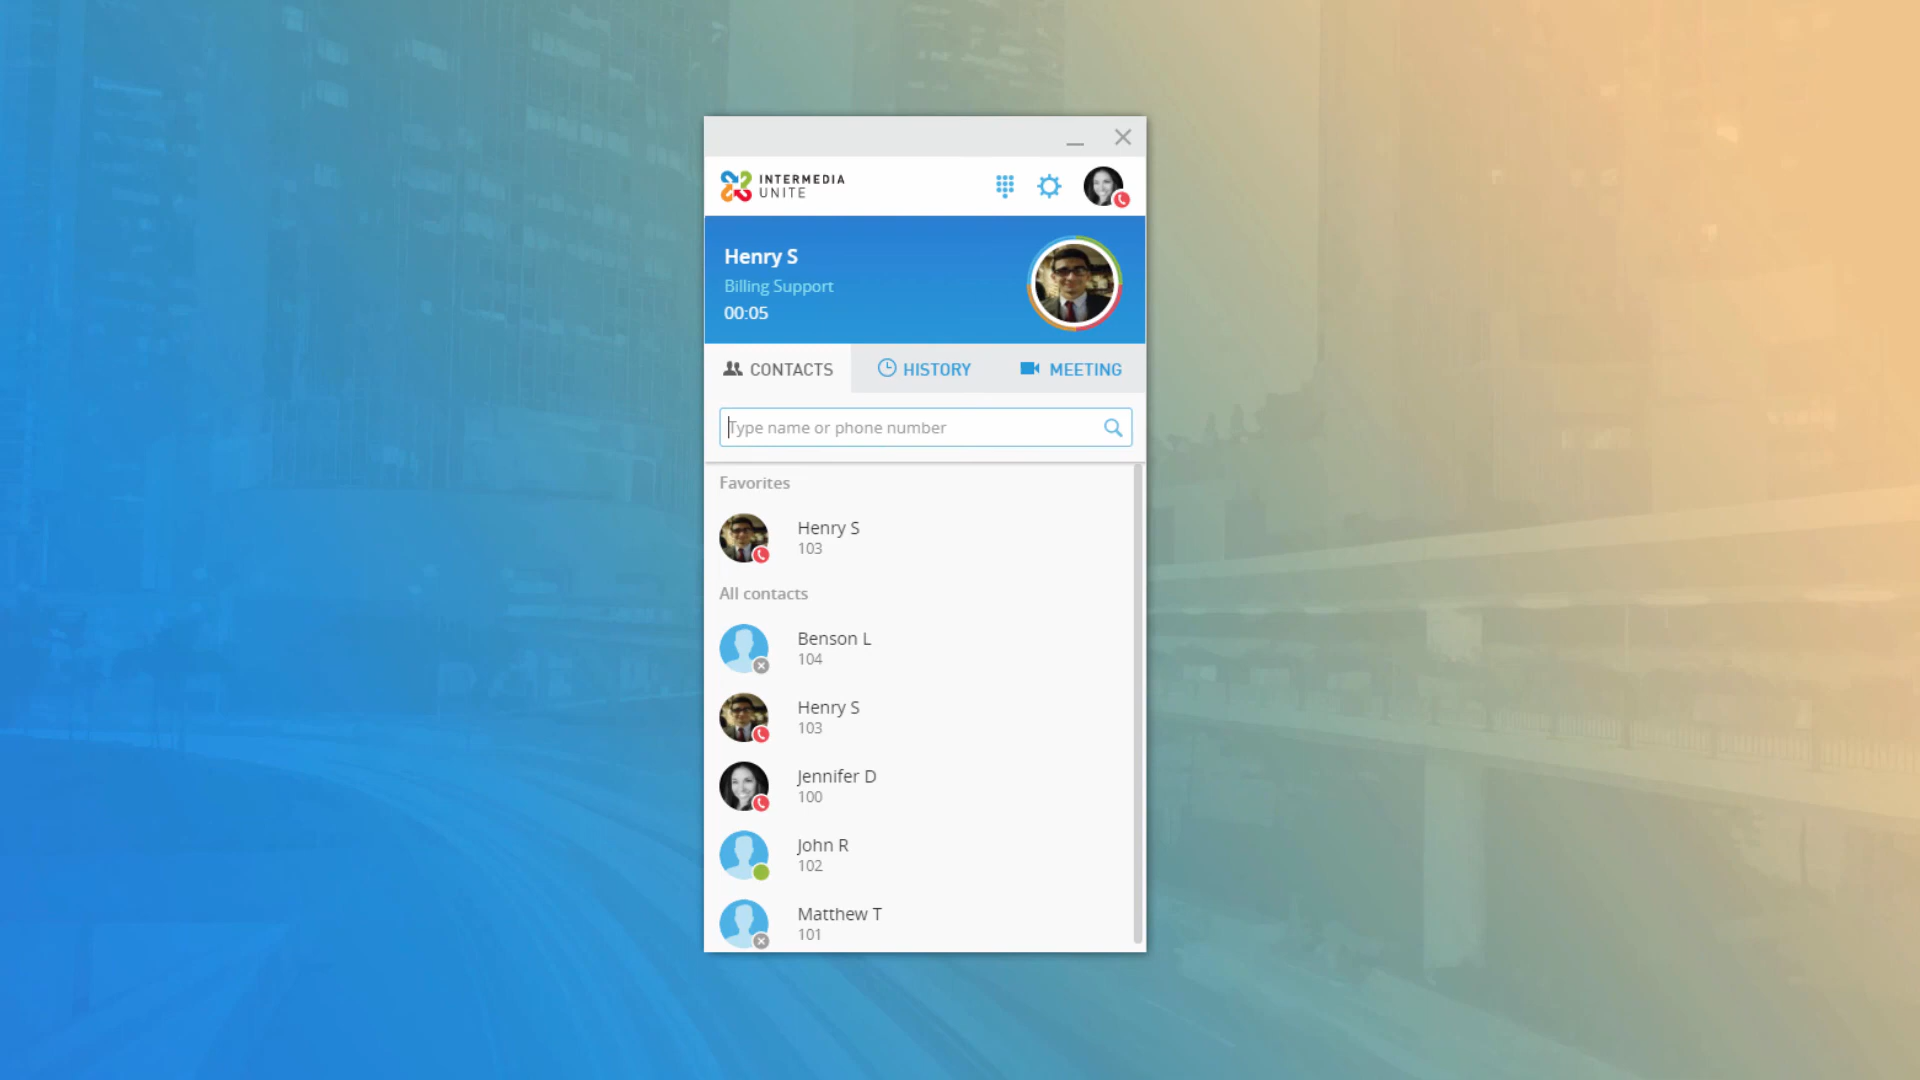 INTERMEDIA
UNITE
Henry S
Billing Support
00:05
CONTACTS
HISTORY
MEETING
Type name or phone number
Favorites
Henry S
103
All contacts
Benson L
104
Henry S
103
Jennifer D
100
John R
102
Matthew T
101